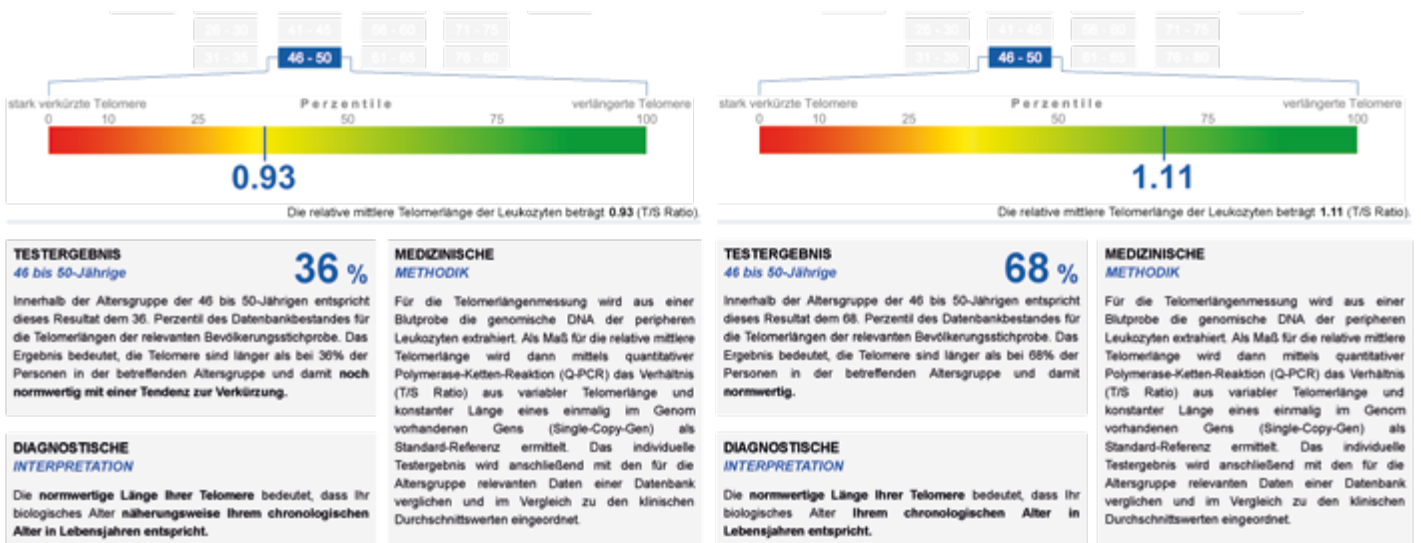 26 - 30 41 - 45 56 - 60 71 - 75
31 - 35 46 - 50 61 - 65 76 - 80
stark verkürzte Telomere Perzentile verlängerte Telomere
0 10 25 50 75 100
0.93
Die relative mittlere Telomerlänge der Leukozyten beträgt 0.93 (T/S Ratio).
TESTERGEBNIS
46 bis 50-Jährige
36 %
Innerhalb der Altersgruppe der 46 bis 50-Jährigen entspricht
dieses Resultat dem 36. Perzentil des Datenbankbestandes für
die Telomerlängen der relevanten Bevölkerungsstichprobe. Das
Ergebnis bedeutet, die Telomere sind länger als bei 36% der
Personen in der betreffenden Altersgruppe und damit noch
normwertig mit einer Tendenz zur Verkürzung.
DIAGNOSTISCHE
INTERPRETATION
Die normwertige Länge Ihrer Telomere bedeutet, dass Ihr
biologisches Alter näherungsweise Ihrem chronologischen
Alter in Lebensjahren entspricht.
MEDIZINISCHE
METHODIK
Für die Telomerlängenmessung wird aus einer
Blutprobe die genomische DNA der peripheren
Leukozyten extrahiert. Als Maß für die relative mittlere
Telomerlänge wird dann mittels quantitativer
Polymerase-Ketten-Reaktion (Q-PCR) das Verhältnis
(T/S Ratio) aus variabler Telomerlänge und
konstanter Länge eines einmalig im Genom
vorhandenen Gens (Single-Copy-Gen) als
Standard-Referenz ermittelt. Das individuelle
Testergebnis wird anschließend mit den für die
Altersgruppe relevanten Daten einer Datenbank
verglichen und im Vergleich zu den klinischen
Durchschnittswerten eingeordnet.
26 - 30 41 - 45 56 - 60 71 - 75
31 - 35 46 - 50 61 - 65 76 - 80
stark verkürzte Telomere Perzentile verlängerte Telomere
0 10 25 50 75 100
1.11
Die relative mittlere Telomerlänge der Leukozyten beträgt 1.11 (T/S Ratio).
TESTERGEBNIS
46 bis 50-Jährige
68 %
Innerhalb der Altersgruppe der 46 bis 50-Jährigen entspricht
dieses Resultat dem 68. Perzentil des Datenbankbestandes für
die Telomerlängen der relevanten Bevölkerungsstichprobe. Das
Ergebnis bedeutet, die Telomere sind länger als bei 68% der
Personen in der betreffenden Altersgruppe und damit
normwertig.
DIAGNOSTISCHE
INTERPRETATION
Die normwertige Länge Ihrer Telomere bedeutet, dass Ihr
biologisches Alter Ihrem chronologischen Alter in
Lebensjahren entspricht.
MEDIZINISCHE
METHODIK
Für die Telomerlängenmessung wird aus einer
Blutprobe die genomische DNA der peripheren
Leukozyten extrahiert. Als Maß für die relative mittlere
Telomerlänge wird dann mittels quantitativer
Polymerase-Ketten-Reaktion (Q-PCR) das Verhältnis
(T/S Ratio) aus variabler Telomerlänge und
konstanter Länge eines einmalig im Genom
vorhandenen Gens (Single-Copy-Gen) als
Standard-Referenz ermittelt. Das individuelle
Testergebnis wird anschließend mit den für die
Altersgruppe relevanten Daten einer Datenbank
verglichen und im Vergleich zu den klinischen
Durchschnittswerten eingeordnet.